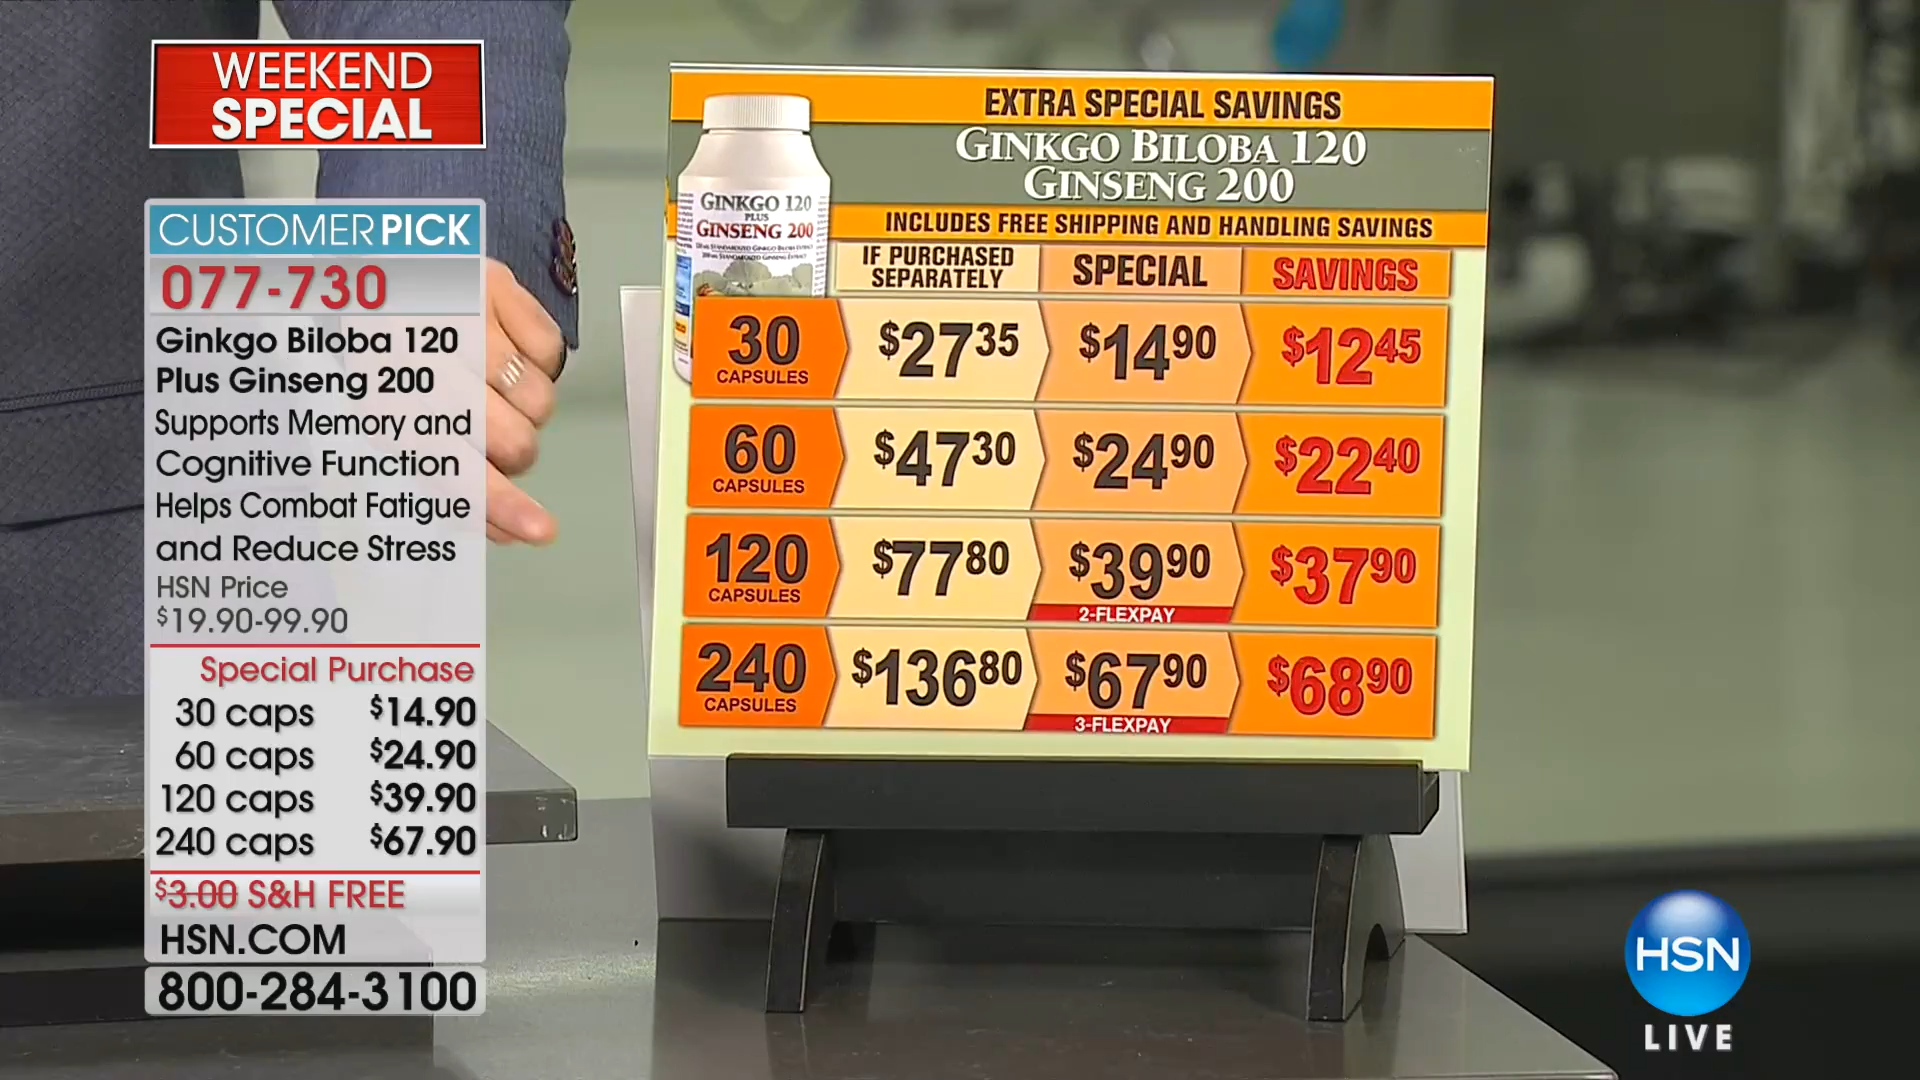 WEEKEND
SPECIAL
CUSTOMER PICK
077-730
Ginkgo Biloba 120
Plus Ginseng 200
Supports Memory and
Cognitive Function
Helps Combat Fatigue
and Reduce Stress
HSN Price
$19.90-99.90
Special Purchase
30 caps $14.90
60 caps $24.90
120 caps $39.90
240 caps $67.90
$3.00 S&H FREE
HSN.COM
800-284-3100
EXTRA SPECIAL SAVINGS
GINKGO BILOBA 120
GINSENG 200
INCLUDES FREE SHIPPING AND HANDLING SAVINGS
GINKGO 120
PLUS
GINSENG 200
IF PURCHASED
SEPARATELY
SPECIAL
SAVINGS
30
CAPSULES
$27.35 $14.90 $12.45
60
CAPSULES
$47.30 $24.90 $22.40
120
CAPSULES
$77.80 $39.90 $37.90
2-FLEXPAY
240
CAPSULES
$136.80 $67.90 $68.90
3-FLEXPAY
HSN
LIVE